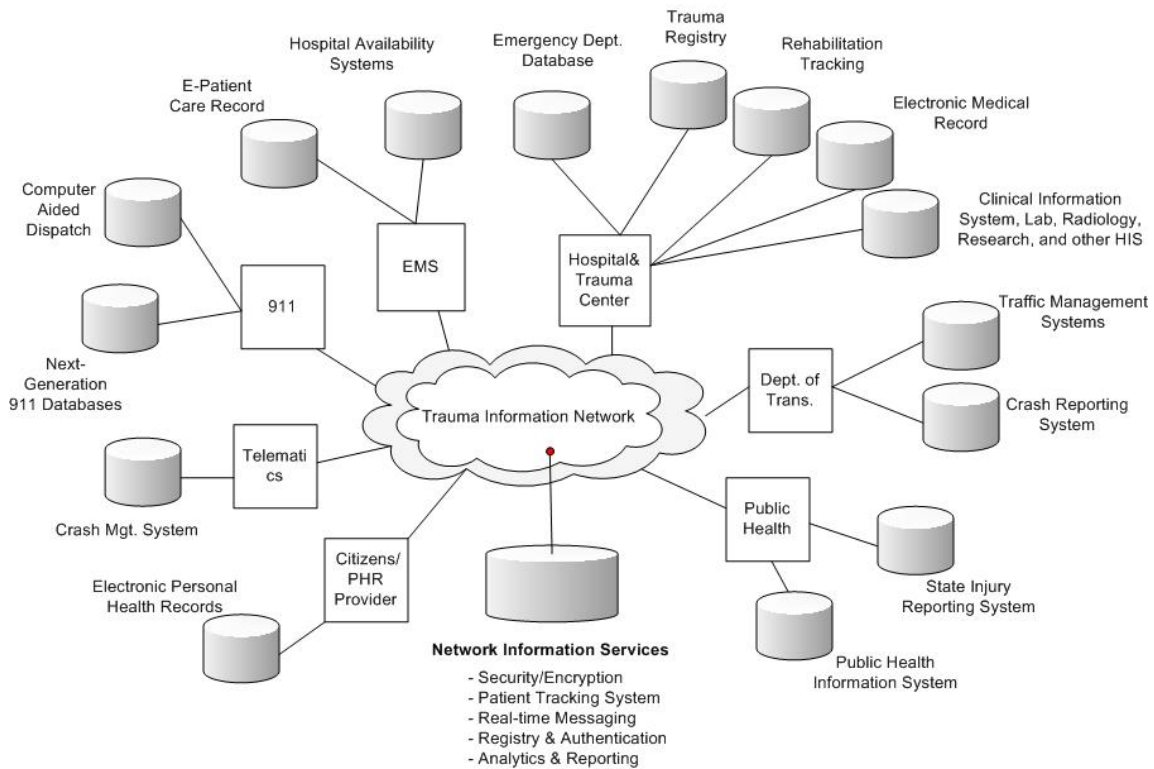 Hospital Availability
Systems
Emergency Dept.
Database
Trauma
Registry
Rehabilitation
Tracking
E-Patient
Care Record
Electronic Medical
Record
Computer
Aided
Dispatch
Clinical Information
System, Lab, Radiology,
Research, and other HIS
EMS
Hospital&
Trauma
Center
911
Next-
Generation
911 Databases
Traffic Management
Systems
Dept. of
Trans.
Crash Reporting
System
Trauma Information Network
Telemati
cs
Crash Mgt. System
Public
Health
Citizens/
PHR
Provider
Electronic Personal
Health Records
State Injury
Reporting System
Public Health
Information System
Network Information Services
- Security/Encryption
- Patient Tracking System
- Real-time Messaging
- Registry & Authentication
- Analytics & Reporting